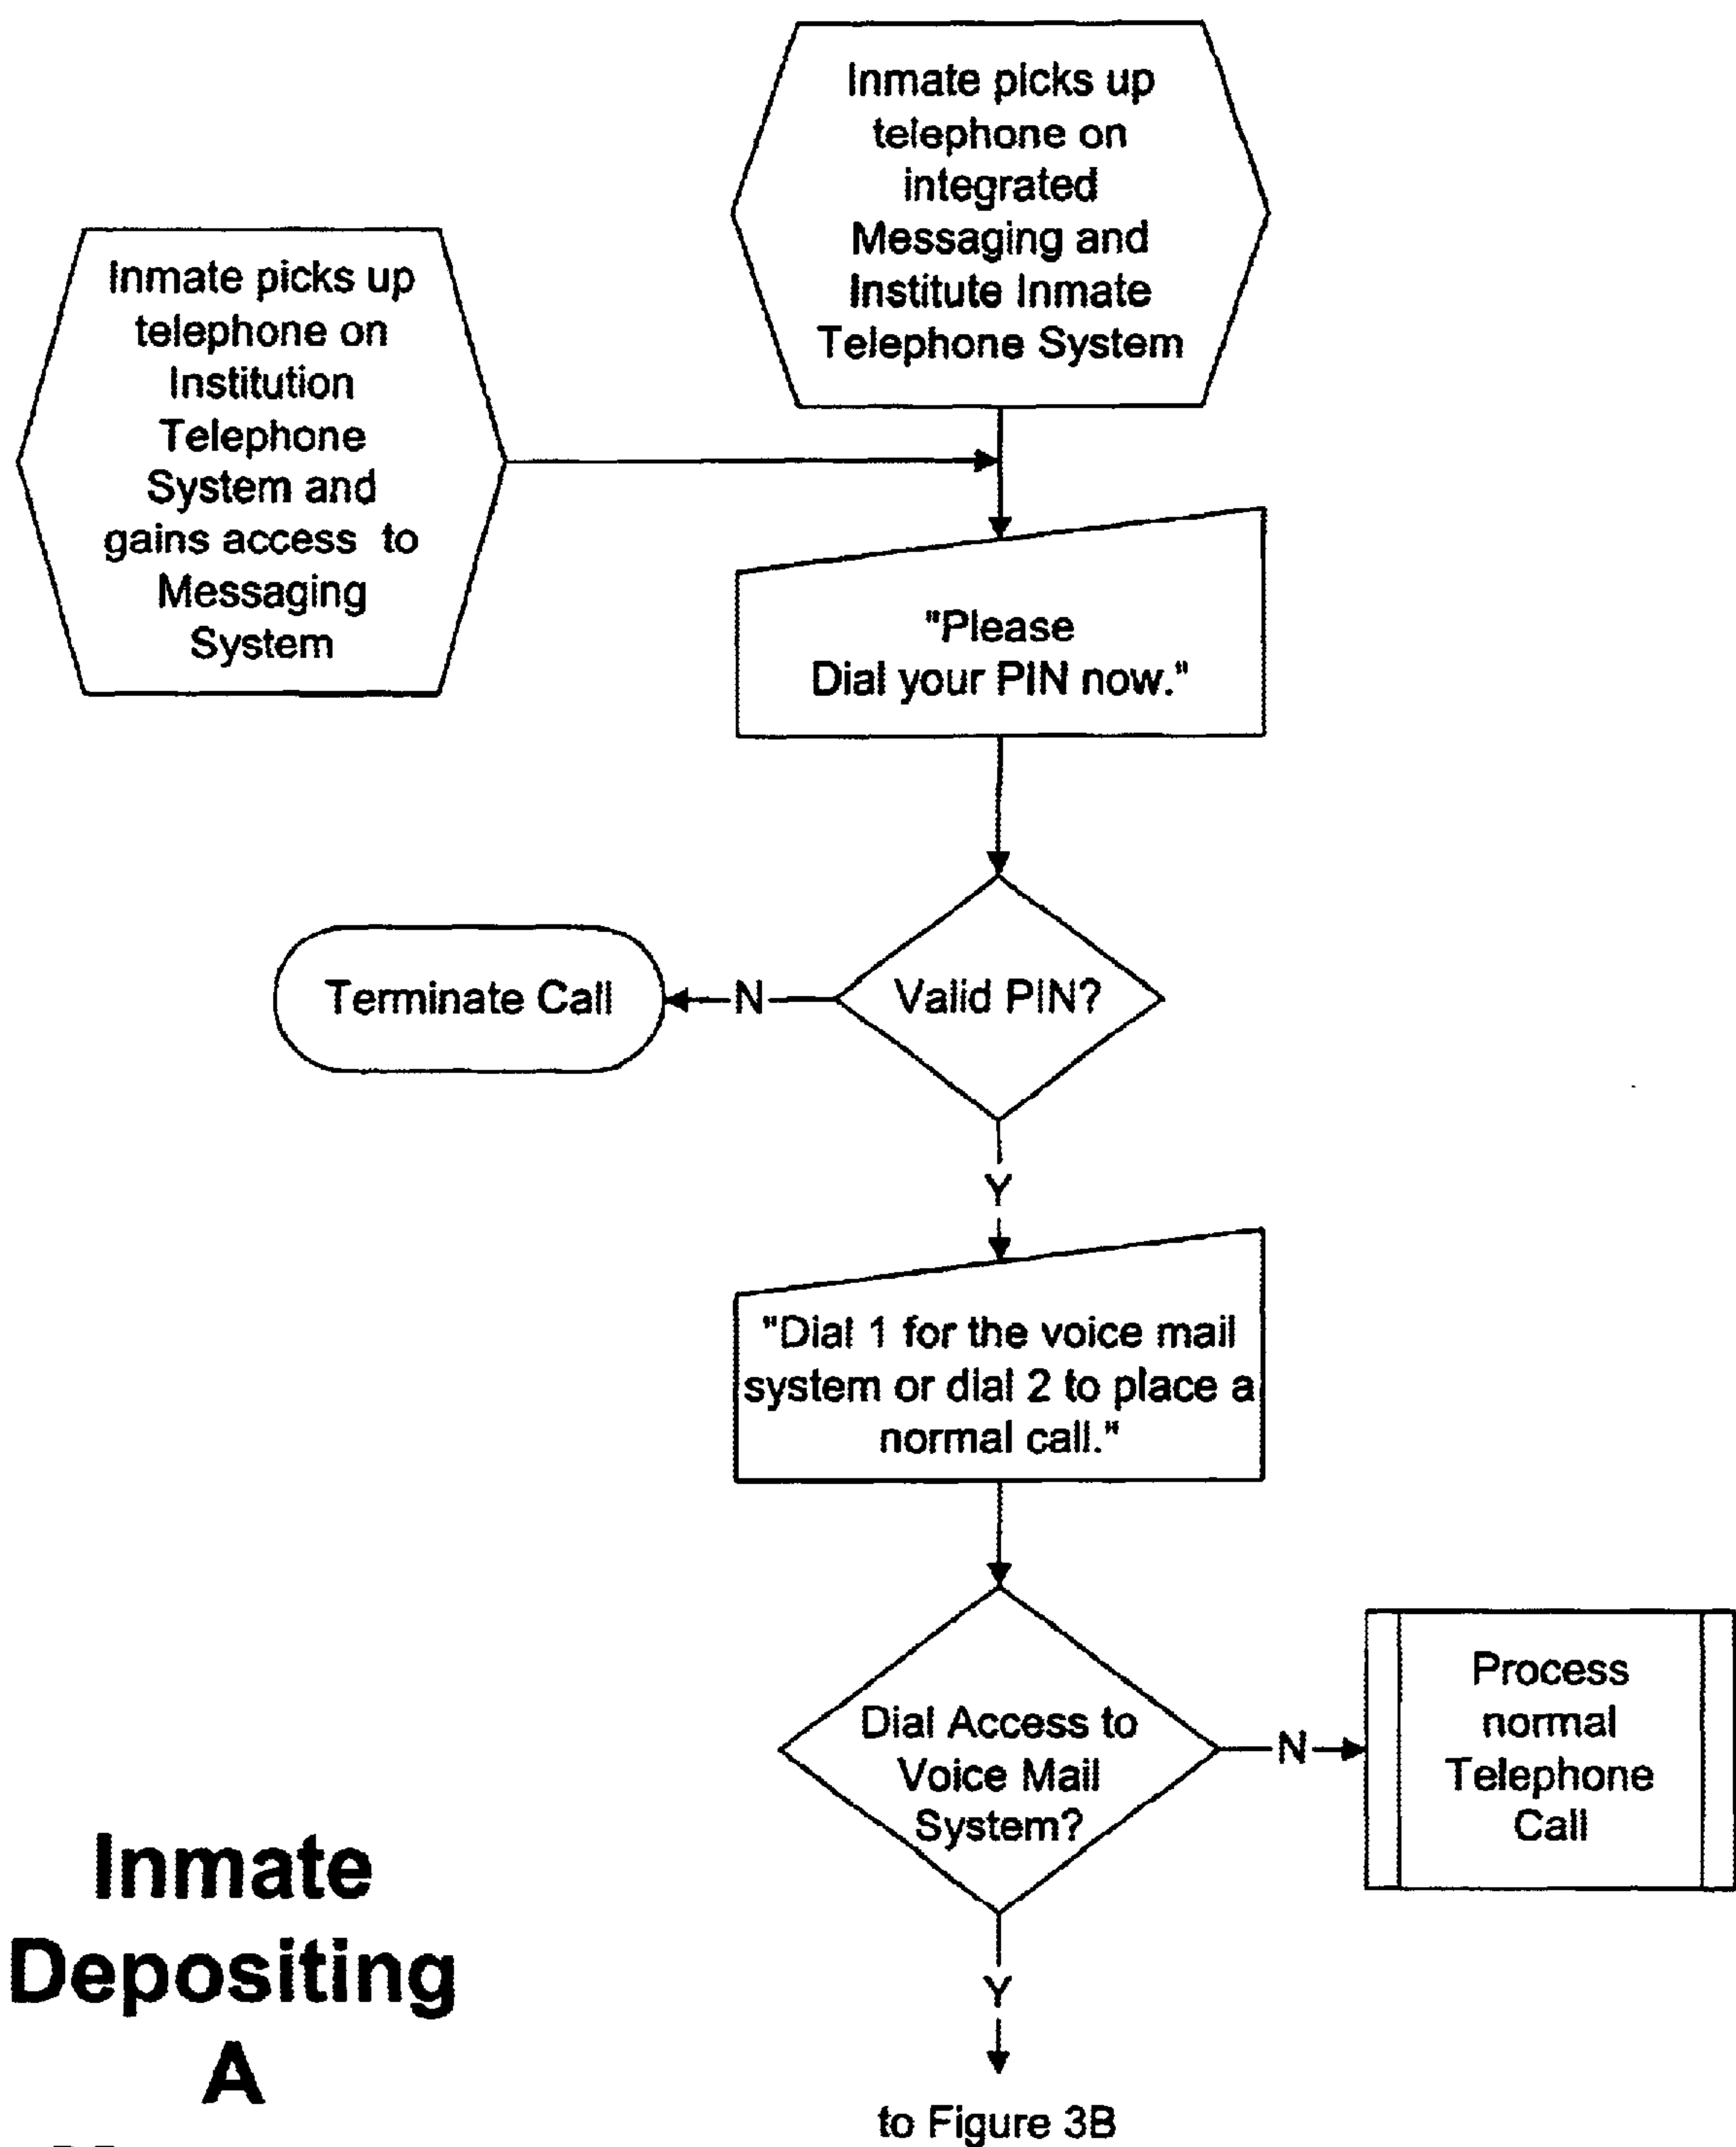 Inmate picks up
telephone on
integrated
Messaging and
Institute Inmate
Telephone System
Inmate picks up
telephone on
Institution
Telephone
System and
gains access to
Messaging
System
"Please
Dial your PIN now."
Valid PIN?
N
Terminate Call
Y
"Dial 1 for the voice mail
system or dial 2 to place a
normal call."
Dial Access to
Voice Mail
System?
N
Process
normal
Telephone
Call
Y
to Figure 3B
Inmate
Depositing
A